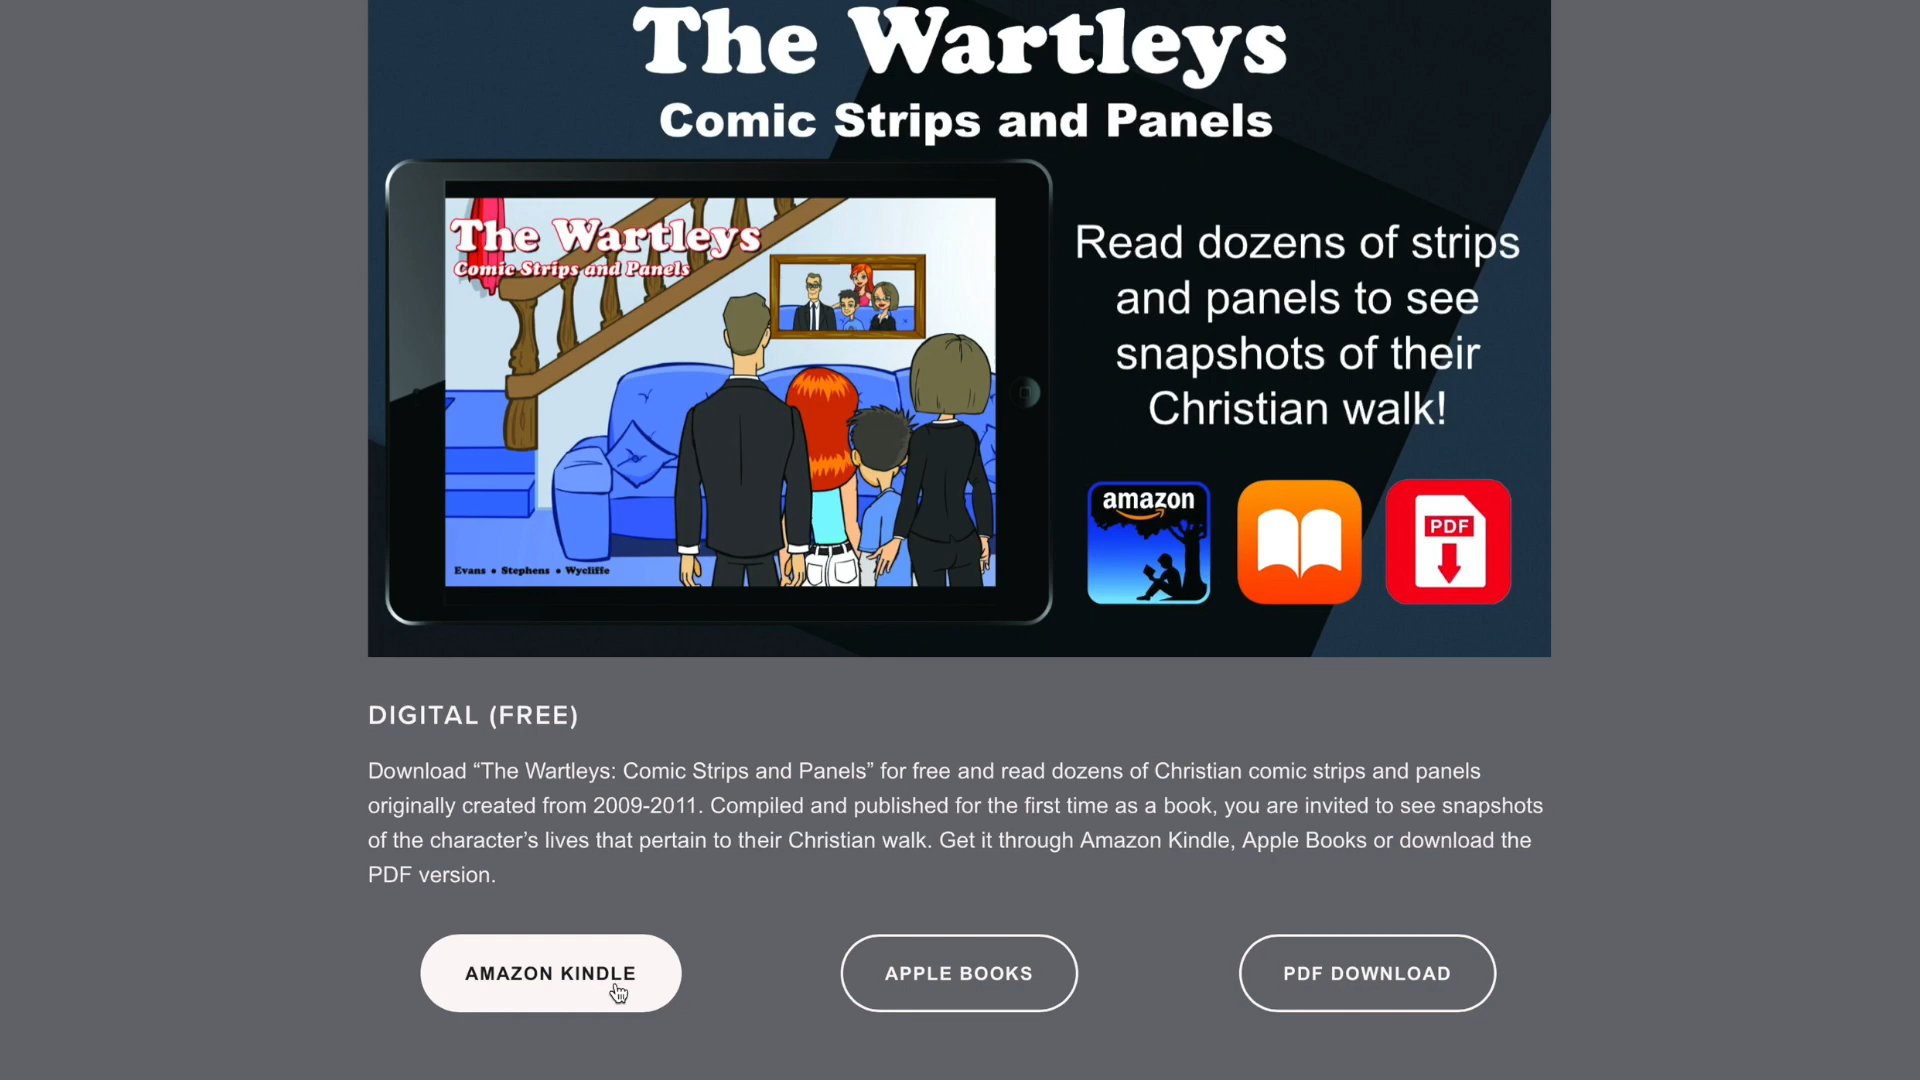 The Wartleys
Comic Strips and Panels
The Wartleys
Comic Strips and Panels
Evans • Stephens • Wycliffe
Read dozens of strips
and panels to see
snapshots of their
Christian walk!
amazon
PDF
DIGITAL (FREE)
Download “The Wartleys: Comic Strips and Panels” for free and read dozens of Christian comic strips and panels
originally created from 2009-2011. Compiled and published for the first time as a book, you are invited to see snapshots
of the character’s lives that pertain to their Christian walk. Get it through Amazon Kindle, Apple Books or download the
PDF version.
AMAZON KINDLE
APPLE BOOKS
PDF DOWNLOAD